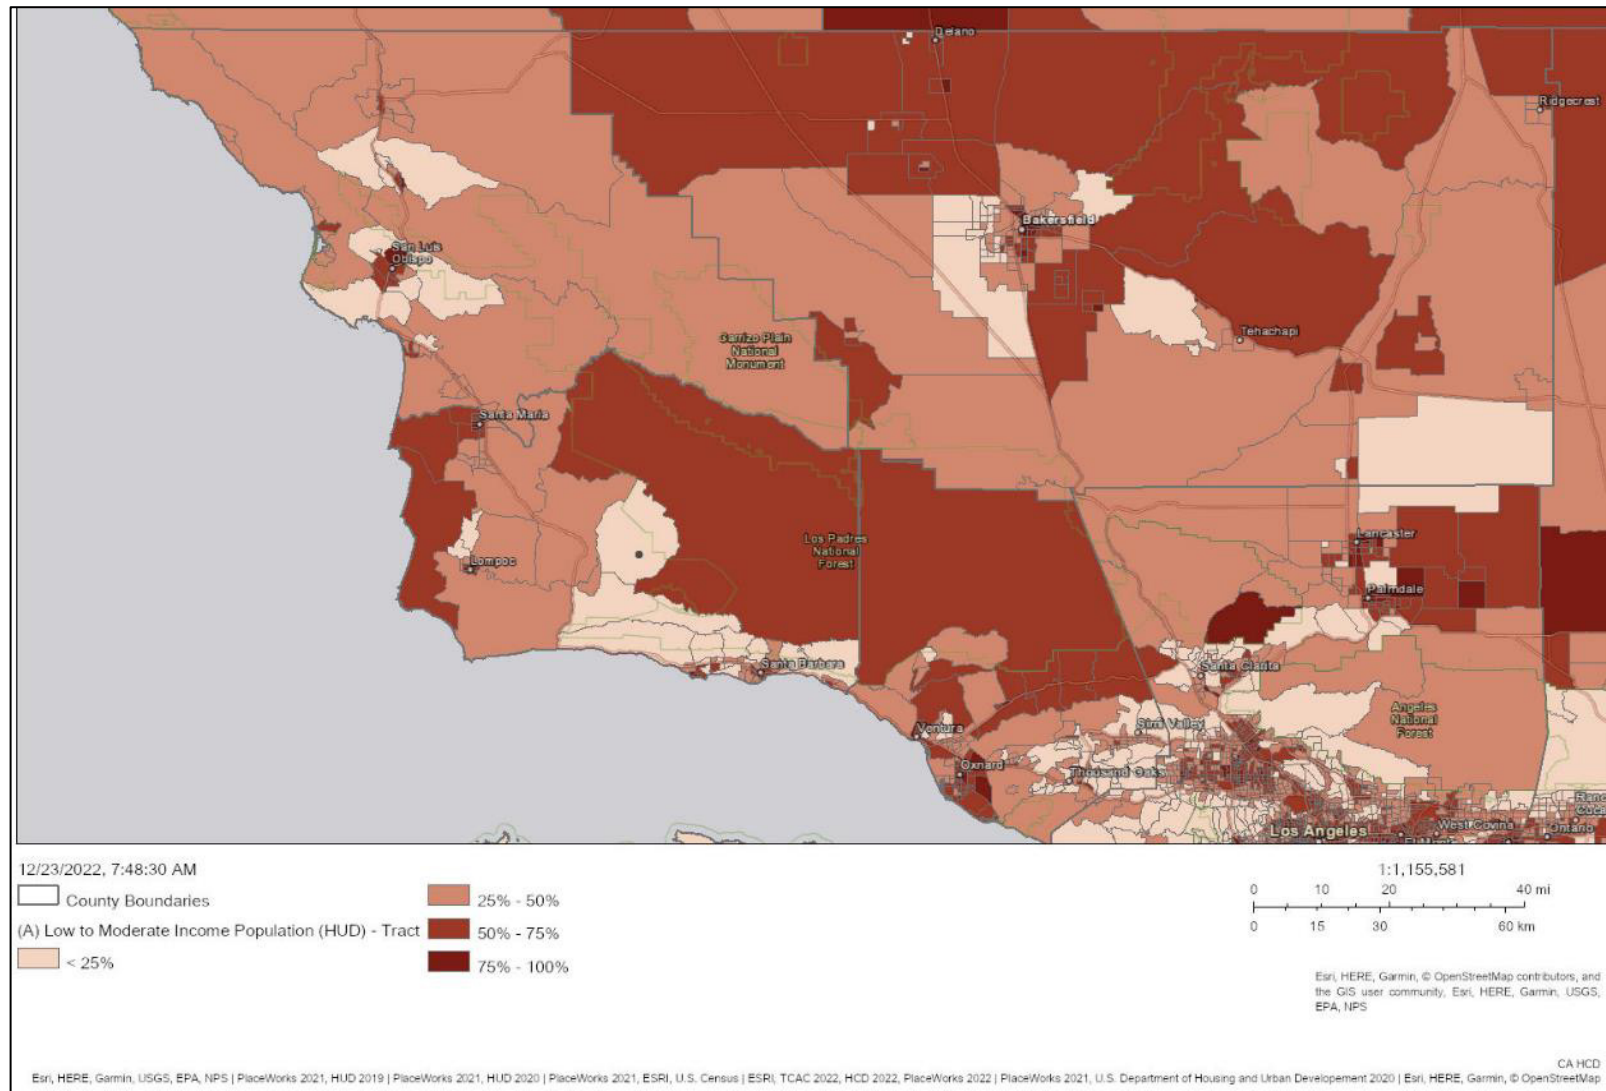 Delano
Ridgecrest
Bakersfield
San Luis
Obispo
Tehachapi
Carrizo Plain
National
Monument
Santa Maria
Los Padres
National
Forest
Lompoc
Lancaster
Palmdale
Santa Barbara
Santa Clarita
Angeles
National
Forest
Ventura
Simi Valley
Oxnard
Thousand Oaks
Los Angeles
West Covina
Ontario
12/23/2022, 7:48:30 AM
County Boundaries
(A) Low to Moderate Income Population (HUD) - Tract
< 25%
25% - 50%
50% - 75%
75% - 100%
1:1,155,581
0 10 20 40 mi
0 15 30 60 km
Esri, HERE, Garmin, © OpenStreetMap contributors, and
the GIS user community, Esri, HERE, Garmin, USGS,
EPA, NPS
CA HCD
Esri, HERE, Garmin, USGS, EPA, NPS | PlaceWorks 2021, HUD 2019 | PlaceWorks 2021, HUD 2020 | PlaceWorks 2021, ESRI, U.S. Census | ESRI, TCAC 2022, HCD 2022, PlaceWorks 2022 | PlaceWorks 2021, U.S. Department of Housing and Urban Developement 2020 | Esri, HERE, Garmin, © OpenStreetMap